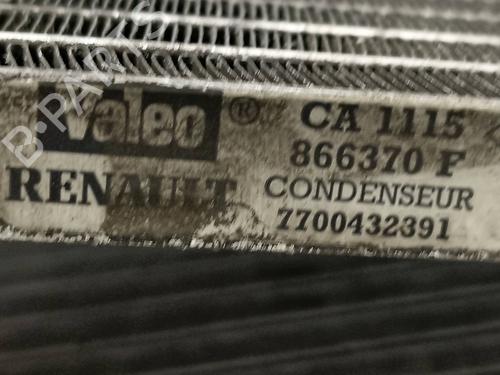 Valeo ® CA 1115
866370 F
RENAULT CONDENSEUR
7700432391
B-PARTS